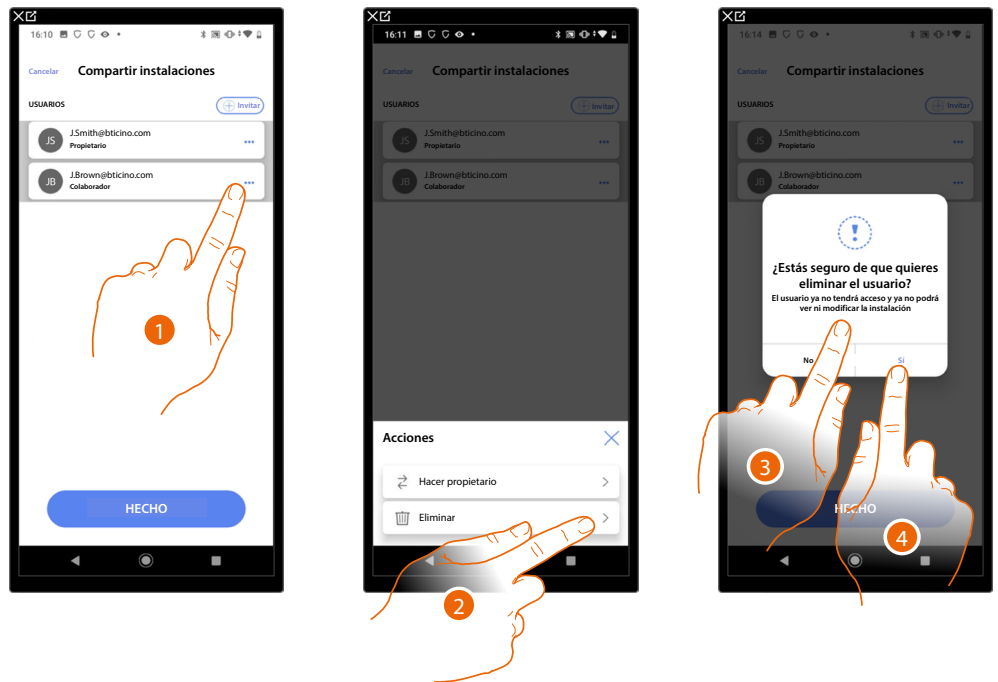 16:10
Cancelar Compartir instalaciones
USUARIOS Invitar
JS J.Smith@bticino.com
Propietario
JB J.Brown@bticino.com
Colaborador
1
HECHO
16:11
Cancelar Compartir instalaciones
USUARIOS Invitar
JS J.Smith@bticino.com
Propietario
JB J.Brown@bticino.com
Colaborador
Acciones
Hacer propietario
Eliminar
2
16:14
Cancelar Compartir instalaciones
USUARIOS Invitar
JS J.Smith@bticino.com
Propietario
JB J.Brown@bticino.com
Colaborador
¿Estás seguro de que quieres
eliminar el usuario?
El usuario ya no tendrá acceso y ya no podrá
ver ni modificar la instalación
No Sí
3
HECHO
4